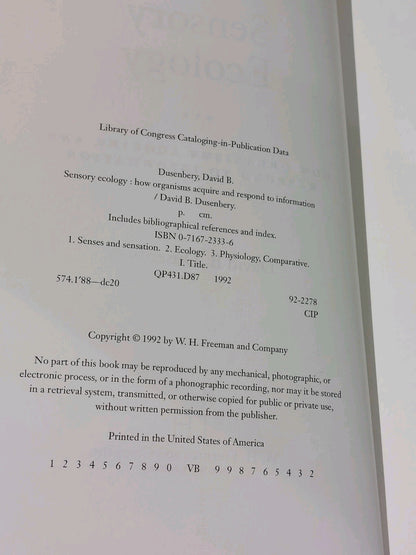 Library of Congress Cataloging-in-Publication Data
Dusenbery, David B.
Sensory ecology : how organisms acquire and respond to information
/ David B. Dusenbery.
p. cm.
Includes bibliographical references and index.
ISBN 0-7167-2333-6
1. Senses and sensation. 2. Ecology. 3. Physiology, Comparative.
I. Title.
QP431.D87 1992
574.1'88—dc20
92-2278
CIP
Copyright © 1992 by W. H. Freeman and Company
No part of this book may be reproduced by any mechanical, photographic, or
electronic process, or in the form of a phonographic recording, nor may it be stored
in a retrieval system, transmitted, or otherwise copied for public or private use,
without written permission from the publisher.
Printed in the United States of America
1 2 3 4 5 6 7 8 9 0 VB 9 9 8 7 6 5 4 3 2